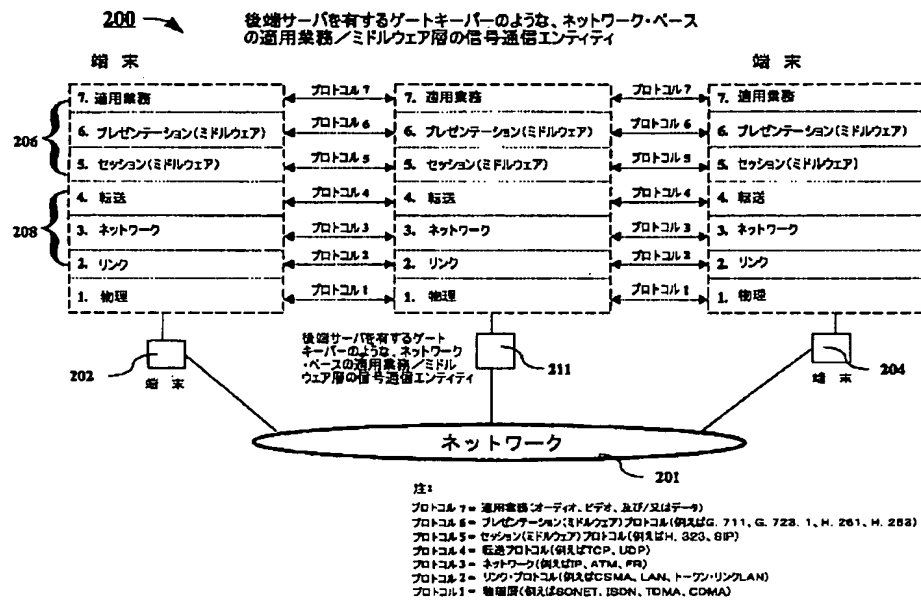 200
後端サーバを有するゲートキーパーのような、ネットワーク・ベース
の適用業務／ミドルウェア層の信号通信エンティティ
端 末
端 末
7. 適用業務
プロトコル 7
7. 適用業務
プロトコル 7
7. 適用業務
206
6. プレゼンテーション(ミドルウェア)
プロトコル 6
6. プレゼンテーション(ミドルウェア)
プロトコル 6
6. プレゼンテーション(ミドルウェア)
5. セッション(ミドルウェア)
プロトコル 5
5. セッション(ミドルウェア)
プロトコル 5
5. セッション(ミドルウェア)
4. 転送
プロトコル 4
4. 転送
プロトコル 4
4. 転送
208
3. ネットワーク
プロトコル 3
3. ネットワーク
プロトコル 3
3. ネットワーク
2. リンク
プロトコル 2
2. リンク
プロトコル 2
2. リンク
1. 物理
プロトコル 1
1. 物理
プロトコル 1
1. 物理
202
端 末
後端サーバを有するゲート
キーパーのような、ネットワーク
・ベースの適用業務／ミドル
ウェア層の信号通信エンティティ
211
204
端 末
ネットワーク
201
注：
プロトコル 7 = 適用業務(オーディオ、ビデオ、及び/又はデータ)
プロトコル 6 = プレゼンテーション(ミドルウェア)プロトコル(例えばG. 711、G. 723. 1、H. 261、H. 263)
プロトコル 5 = セッション(ミドルウェア)プロトコル(例えばH. 323、SIP)
プロトコル 4 = 転送プロトコル(例えばTCP、UDP)
プロトコル 3 = ネットワーク(例えばIP、ATM、FR)
プロトコル 2 = リンク・プロトコル(例えばCSMA、LAN、トークン・リンクLAN)
プロトコル 1 = 物理層(例えばSONET、ISDN、TDMA、CDMA)